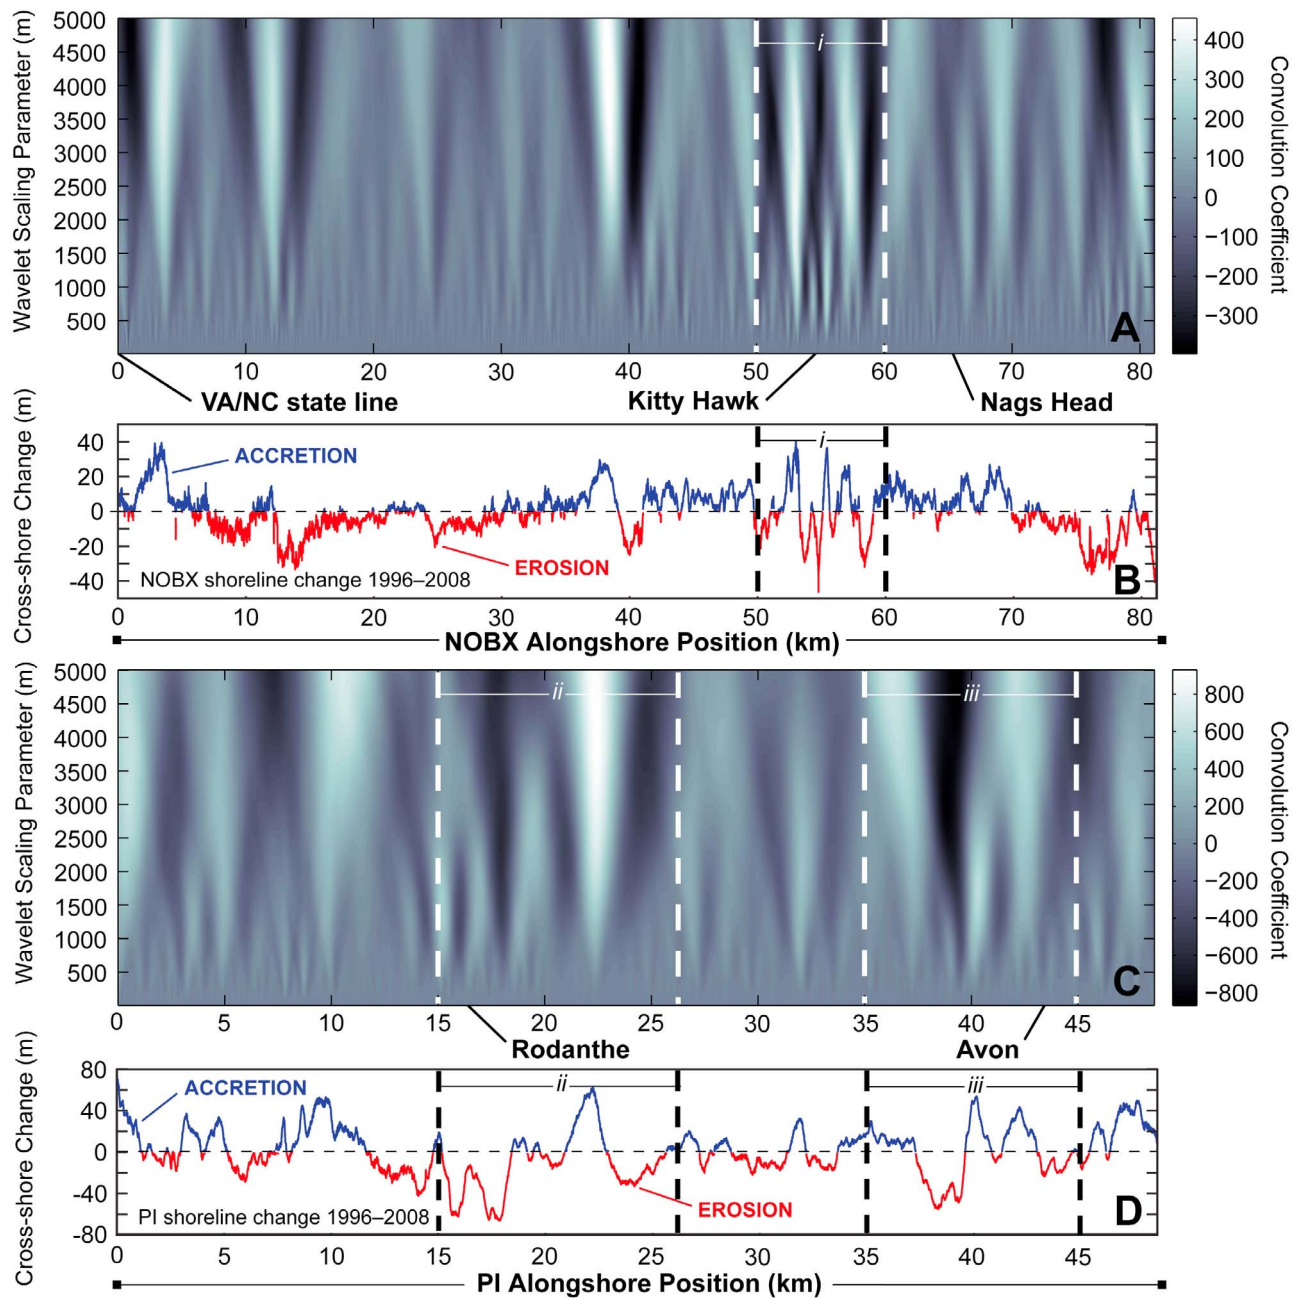 Wavelet Scaling Parameter (m)
5000
4500
4000
3500
3000
2500
2000
1500
1000
500
i
A
400
300
200
100
0
−100
−200
−300
Convolution Coefficient
0 10 20 30 40 50 60 70 80
VA/NC state line
Kitty Hawk
Nags Head
Cross-shore Change (m)
40
20
0
-20
-40
ACCRETION
EROSION
i
NOBX shoreline change 1996–2008
B
0 10 20 30 40 50 60 70 80
NOBX Alongshore Position (km)
Wavelet Scaling Parameter (m)
5000
4500
4000
3500
3000
2500
2000
1500
1000
500
ii
iii
C
800
600
400
200
0
−200
−400
−600
−800
Convolution Coefficient
0 5 10 15 20 25 30 35 40 45
Rodanthe
Avon
Cross-shore Change (m)
80
40
0
-40
-80
ACCRETION
ii
iii
EROSION
PI shoreline change 1996–2008
D
0 5 10 15 20 25 30 35 40 45
PI Alongshore Position (km)